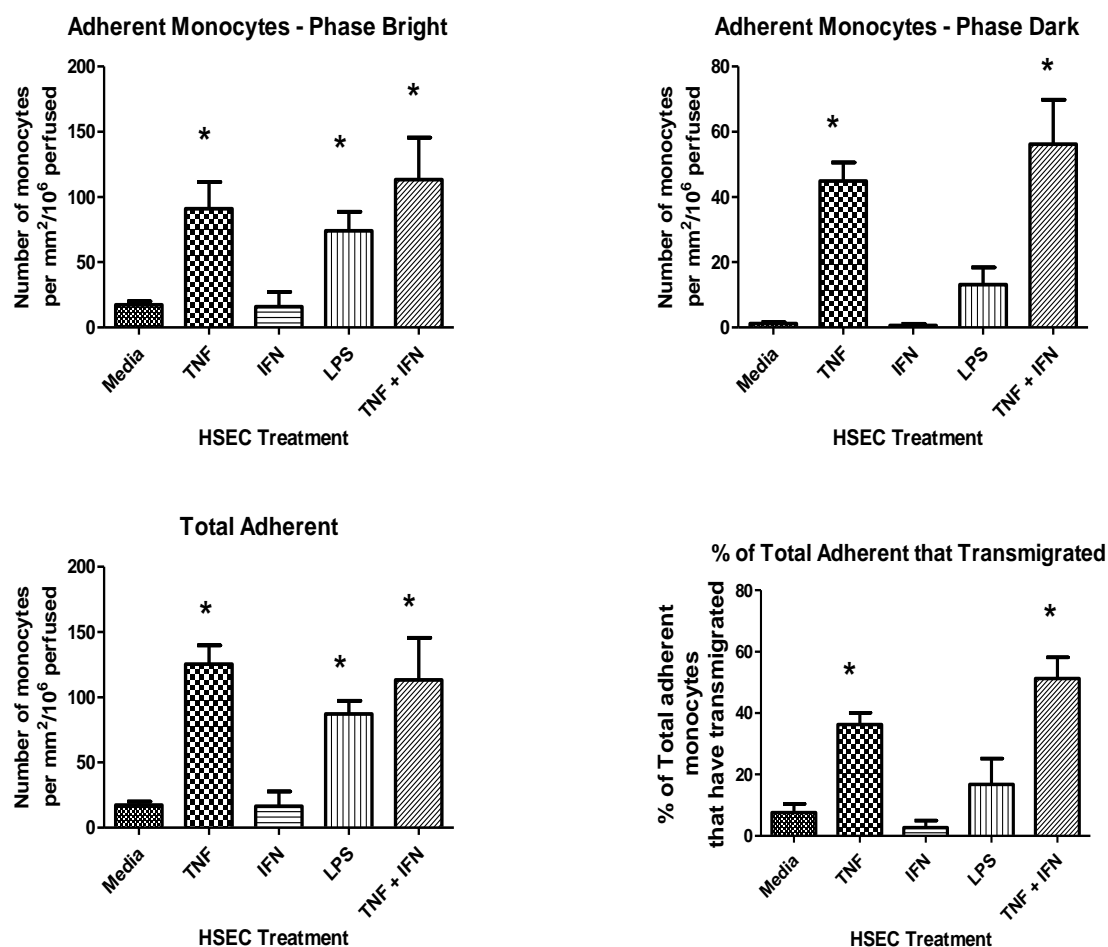 Adherent Monocytes - Phase Bright
Number of monocytes
per mm²/10⁶ perfused
200
150
100
50
0
*
*
*
Media
TNF
IFN
LPS
TNF + IFN
HSEC Treatment
Adherent Monocytes - Phase Dark
Number of monocytes
per mm²/10⁶ perfused
80
60
40
20
0
*
*
Media
TNF
IFN
LPS
TNF + IFN
HSEC Treatment
Total Adherent
Number of monocytes
per mm²/10⁶ perfused
200
150
100
50
0
*
*
*
Media
TNF
IFN
LPS
TNF + IFN
HSEC Treatment
% of Total Adherent that Transmigrated
% of Total adherent
monocytes
that have transmigrated
80
60
40
20
0
*
*
Media
TNF
IFN
LPS
TNF + IFN
HSEC Treatment